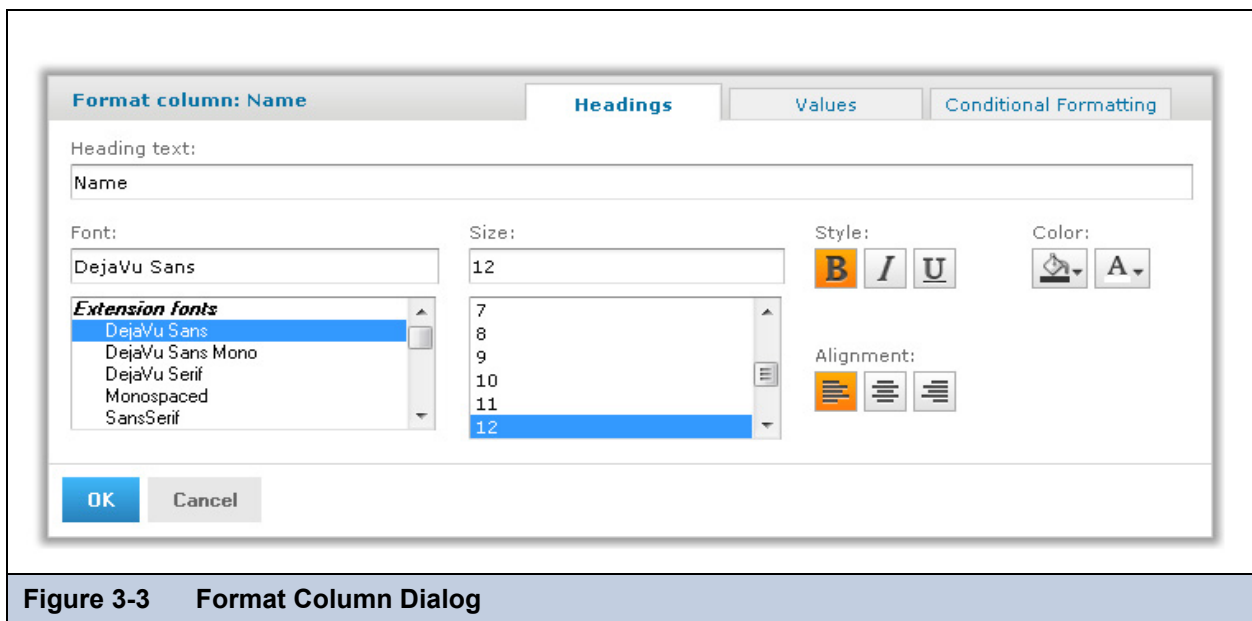 Format column: Name
Headings
Values
Conditional Formatting
Heading text:
Name
Font:
Size:
Style:
Color:
DejaVu Sans
12
B I U
A
Extension fonts
DejaVu Sans
DejaVu Sans Mono
DejaVu Serif
Monospaced
SansSerif
7
8
9
10
11
12
Alignment:
OK
Cancel
Figure 3-3 Format Column Dialog